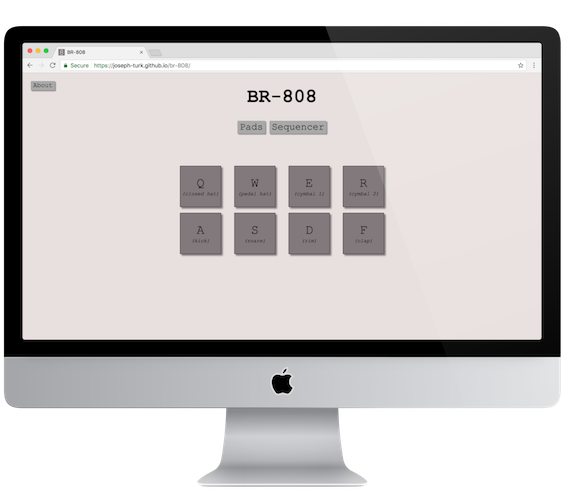 BR-808
Secure https://joseph-turk.github.io/br-808/
About
BR-808
Pads Sequencer
Q W E R
(closed hat) (pedal hat) (cymbal 1) (cymbal 2)
A S D F
(kick) (snare) (rim) (clap)